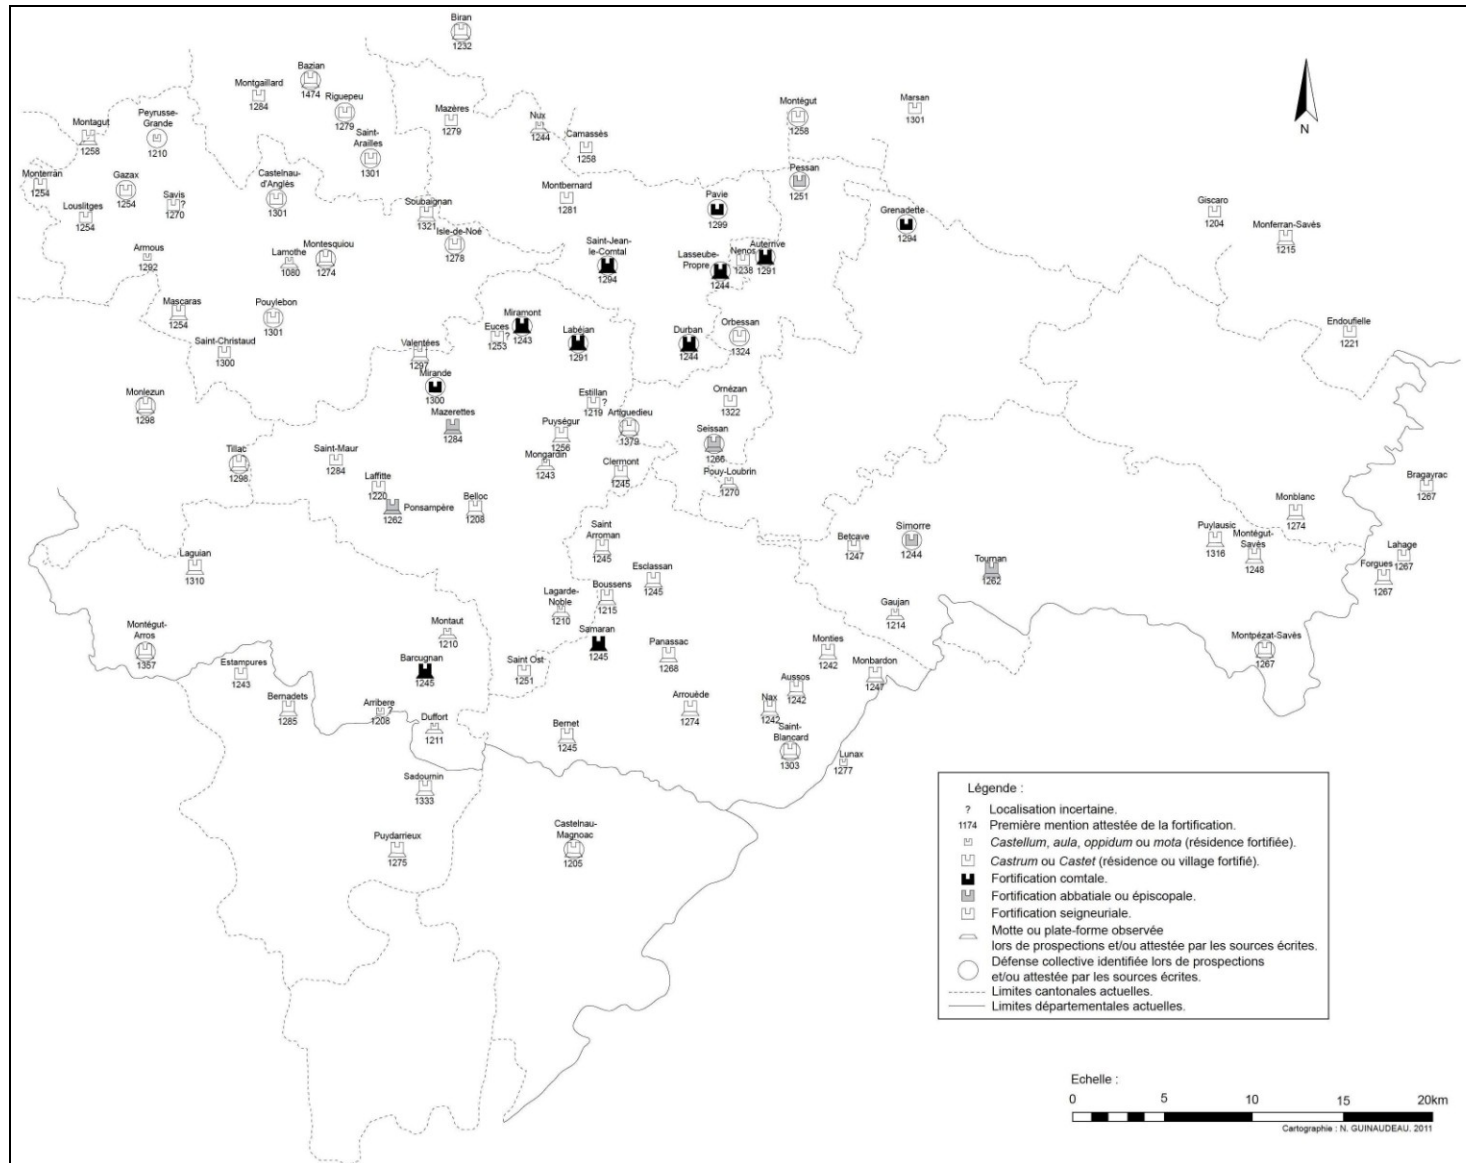 Biran
1232
Bazian
1474
Montgaillard
1284
Riguepeu
1279
Mazères
1279
Nux
1244
Camassès
1258
Montégut
1258
Marsan
1301
Montagut
1258
Peyrusse-
Grande
1210
Saint-
Arailles
1301
Monterran
1254
Gazax
1254
Savis
?
1270
Castelnau-
d'Anglès
1301
Louslitges
1254
Soubaignan
1321
Montbernard
1281
Pessan
1251
Pavie
1299
Grenadette
1294
Giscaro
1204
Monferran-Savès
1215
Armous
1292
Lamothe
1080
Montesquiou
1274
Isle-de-Noé
1278
Saint-Jean-
le-Comtal
1294
Lasseube-
Propre
1244
Nenos
1238
Auterrive
1291
Mascaras
1254
Pouylebon
1301
Saint-Christaud
1300
Valentées
1297
Euces
?
1253
Miramont
1243
Labéjan
1291
Durban
1244
Orbessan
1324
Endoufielle
1221
Monlezun
1298
Mirande
1300
Mazerettes
1284
Estillan
?
1219
Artiguedieu
1373
Ornézan
1322
Puységur
1256
Seissan
1266
Tillac
1298
Saint-Maur
1284
Laffitte
1220
Ponsampère
1262
Belloc
1208
Mongardin
1243
Clermont
1245
Pouy-Loubrin
1270
Bragayrac
1267
Laguian
1310
Saint
Arroman
1245
Betcave
1247
Simorre
1244
Tournan
1262
Puylausic
1316
Monblanc
1274
Montégut-
Savès
1248
Lahage
1267
Forgues
1267
Esclassan
1245
Boussens
1215
Lagarde-
Noble
1210
Gaujan
1214
Montégut-
Arros
1357
Montaut
1210
Samaran
1245
Panassac
1268
Monties
1242
Monbardon
1247
Montpézat-Savès
1267
Estampures
1243
Barcugnan
1245
Saint Ost
1251
Aussos
1242
Bernadets
1285
Arribere
?
1208
Duffort
1211
Arrouède
1274
Nax
1242
Bernet
1245
Saint-
Blancard
1303
Lunax
1277
Sadournin
1333
Puydarrieux
1275
Castelnau-
Magnoac
1205
N
Légende :
? Localisation incertaine.
1174 Première mention attestée de la fortification.
Castellum, aula, oppidum ou mota (résidence fortifiée).
Castrum ou Castet (résidence ou village fortifié).
Fortification comtale.
Fortification abbatiale ou épiscopale.
Fortification seigneuriale.
Motte ou plate-forme observée
lors de prospections et/ou attestée par les sources écrites.
Défense collective identifiée lors de prospections
et/ou attestée par les sources écrites.
Limites cantonales actuelles.
Limites départementales actuelles.
Echelle :
0 5 10 15 20km
Cartographie : N. GUINAUDEAU. 2011